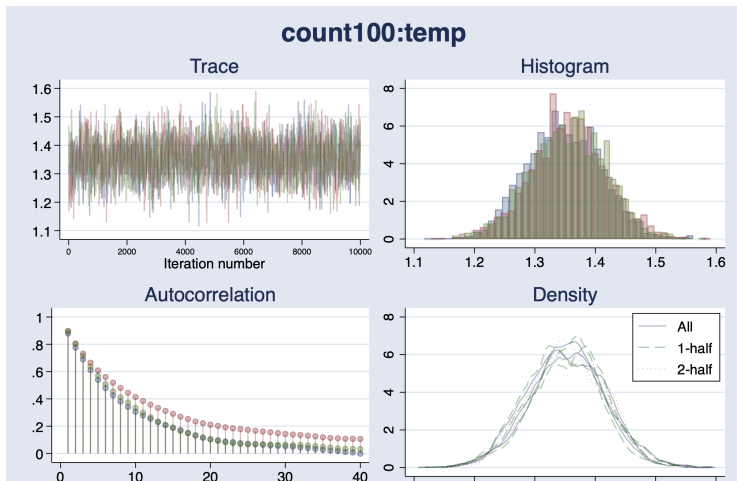 count100:temp
Trace
1.6
1.5
1.4
1.3
1.2
1.1
0 2000 4000 6000 8000 10000
Iteration number
Histogram
8
6
4
2
0
1.1 1.2 1.3 1.4 1.5 1.6
Autocorrelation
1
.8
.6
.4
.2
0
0 10 20 30 40
Density
8
6
4
2
0
All
1-half
2-half